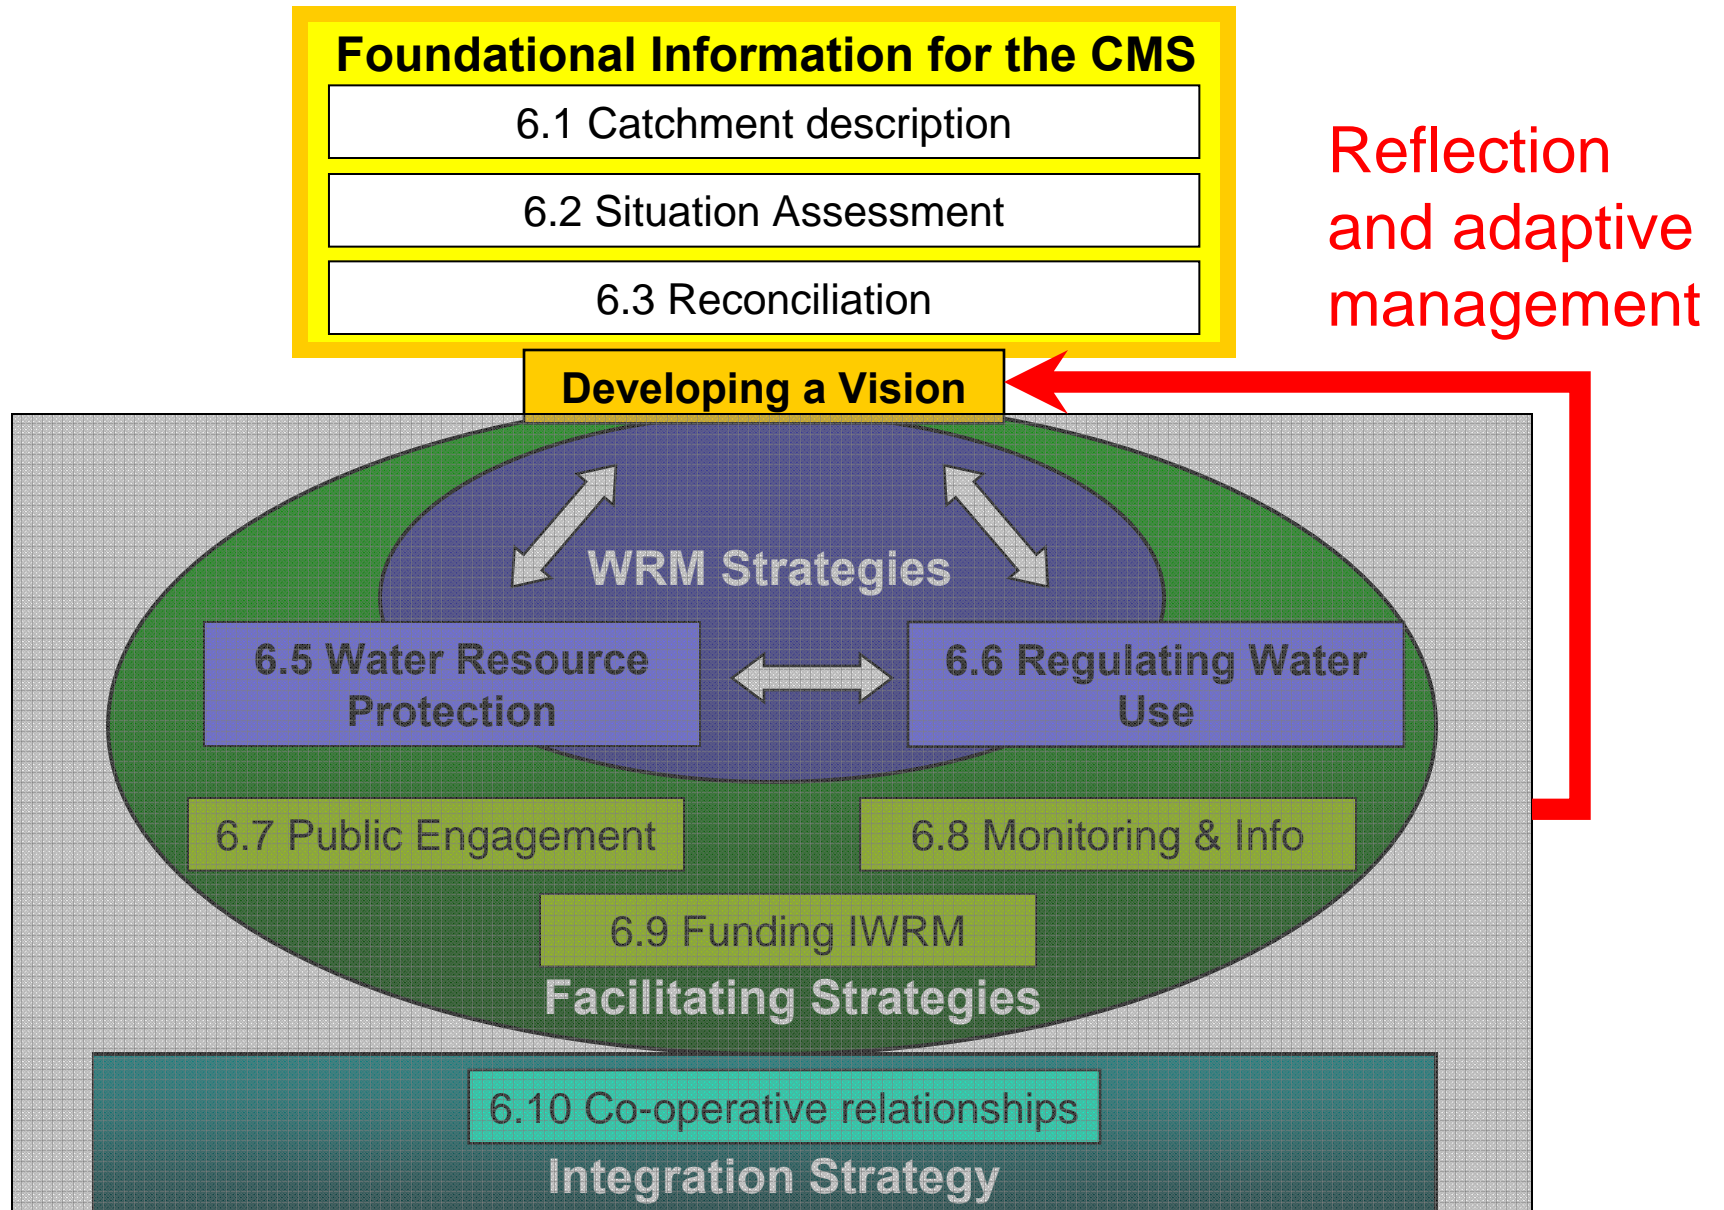 Foundational Information for the CMS
6.1 Catchment description
6.2 Situation Assessment
6.3 Reconciliation
Reflection
and adaptive
management
Developing a Vision
WRM Strategies
6.5 Water Resource
Protection
6.6 Regulating Water
Use
6.7 Public Engagement
6.8 Monitoring & Info
6.9 Funding IWRM
Facilitating Strategies
6.10 Co-operative relationships
Integration Strategy